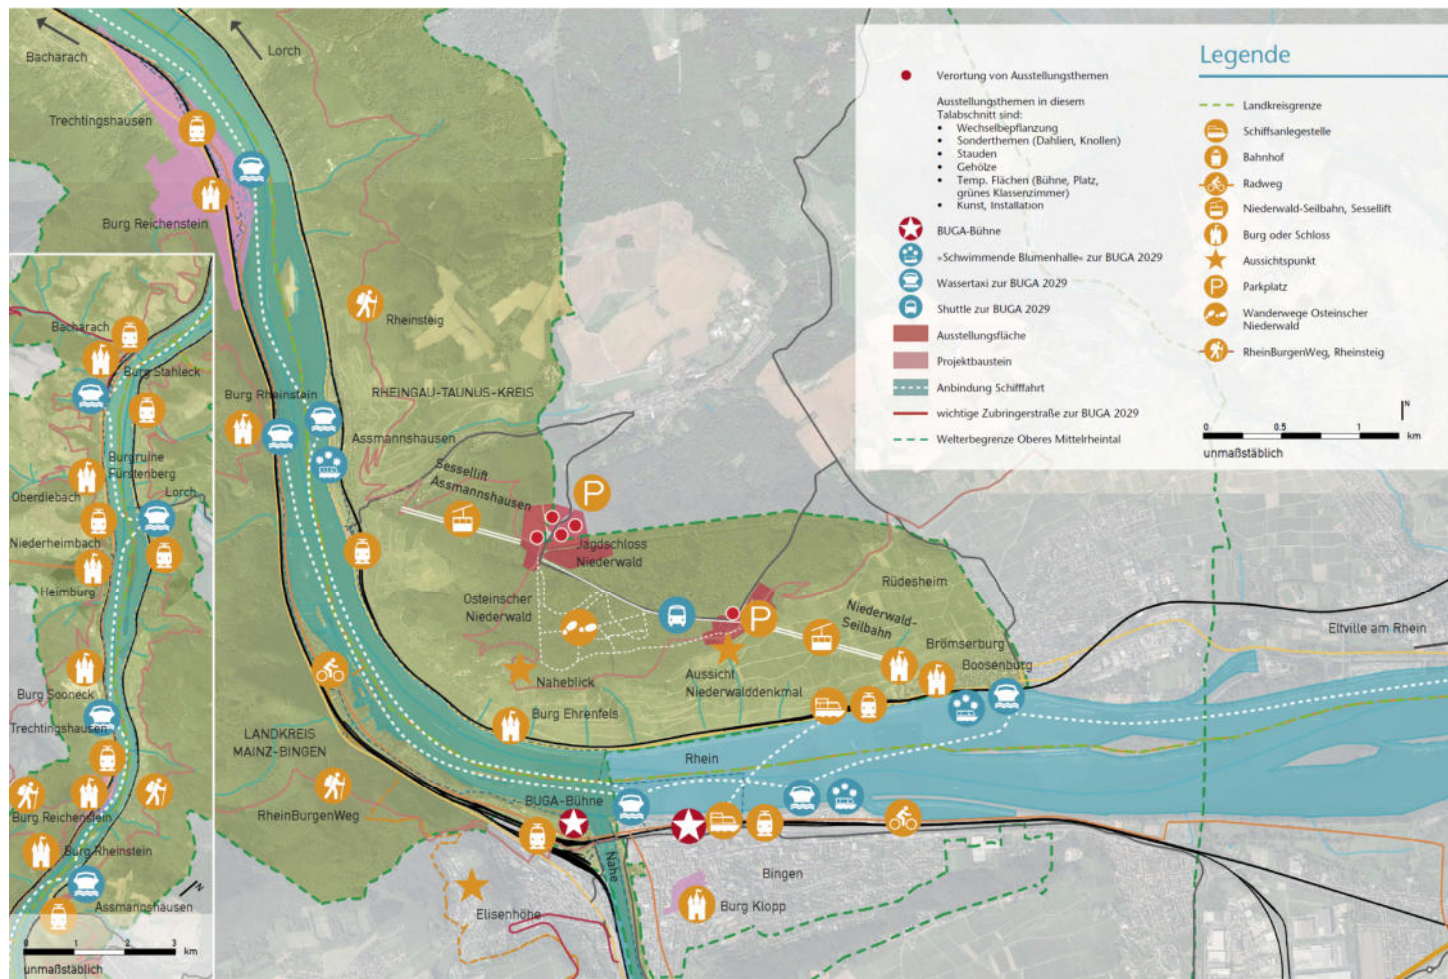 Bacharach
Lorch
Trechtingshausen
Burg Reichenstein
Rheinsteig
RHEINGAU-TAUNUS-KREIS
Burg Rheinstein
Assmannshausen
Sessellift
Assmannshausen
P
Jagdschloss
Niederwald
Osteinscher
Niederwald
P
Rüdesheim
Niederwald-
Seilbahn
Brömserburg
Boosenburg
Eltville am Rhein
Naheblick
Aussicht
Niederwalddenkmal
Burg Ehrenfels
LANDKREIS
MAINZ-BINGEN
Rhein
RheinBurgenWeg
BUGA-Bühne
Nahe
Bingen
Burg Klopp
Elisenhöhe
Bacharach
Burg Stahleck
Burgruine
Fürstenberg
Oberdiebach
Lorch
Niederheimbach
Heimburg
Burg Sooneck
Trechtingshausen
Burg Reichenstein
Burg Rheinstein
Assmannshausen
N
0 1 2 3
km
unmaßstäblich
Legende
Verortung von Ausstellungsthemen
Ausstellungsthemen in diesem
Talabschnitt sind:
• Wechselbepflanzung
• Sonderthemen (Dahlien, Knollen)
• Stauden
• Gehölze
• Temp. Flächen (Bühne, Platz,
grünes Klassenzimmer)
• Kunst, Installation
BUGA-Bühne
»Schwimmende Blumenhalle« zur BUGA 2029
Wassertaxi zur BUGA 2029
Shuttle zur BUGA 2029
Ausstellungsfläche
Projektbaustein
Anbindung Schifffahrt
wichtige Zubringerstraße zur BUGA 2029
Welterbegrenze Oberes Mittelrheintal
Landkreisgrenze
Schiffsanlegestelle
Bahnhof
Radweg
Niederwald-Seilbahn, Sessellift
Burg oder Schloss
Aussichtspunkt
P Parkplatz
Wanderwege Osteinscher
Niederwald
RheinBurgenWeg, Rheinsteig
N
0 0.5 1
km
unmaßstäblich